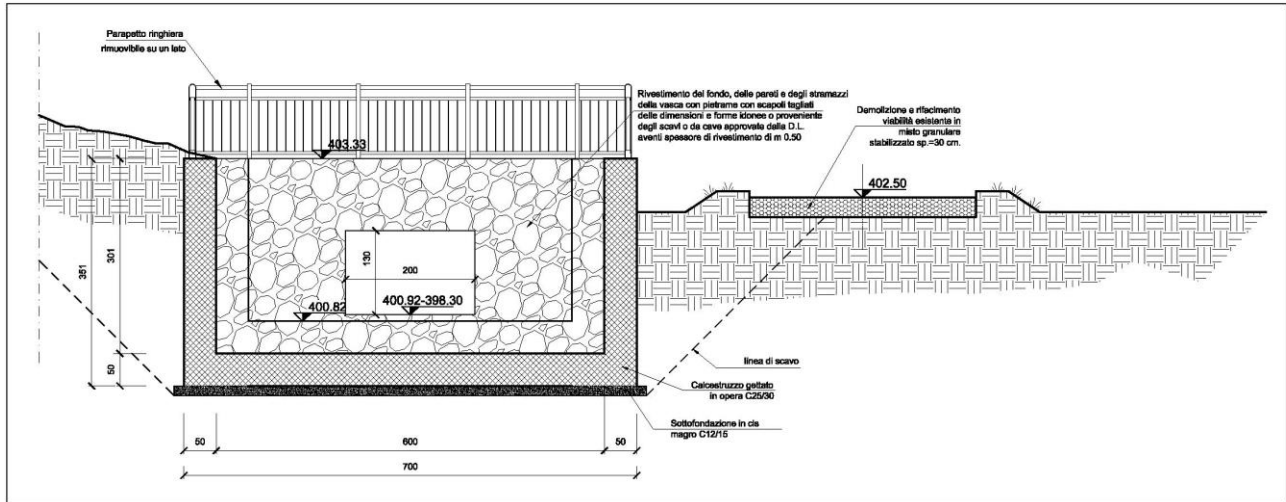 Parapetto ringhiera
rimuovibile su un lato
Rivestimento del fondo, delle pareti e degli stramazzi
della vasca con pietrame con scapoli tagliati
delle dimensioni e forme idonee o proveniente
dagli scavi o da cave approvate dalla D.L.
aventi spessore di rivestimento di m 0.50
Demolizione e rifacimento
viabilità esistente in
misto granulare
stabilizzato sp.=30 cm.
403.33
402.50
351
301
50
130
200
400.82
400.92-398.30
linea di scavo
Calcestruzzo gettato
in opera C25/30
Sottofondazione in cls
magro C12/15
50
600
50
700